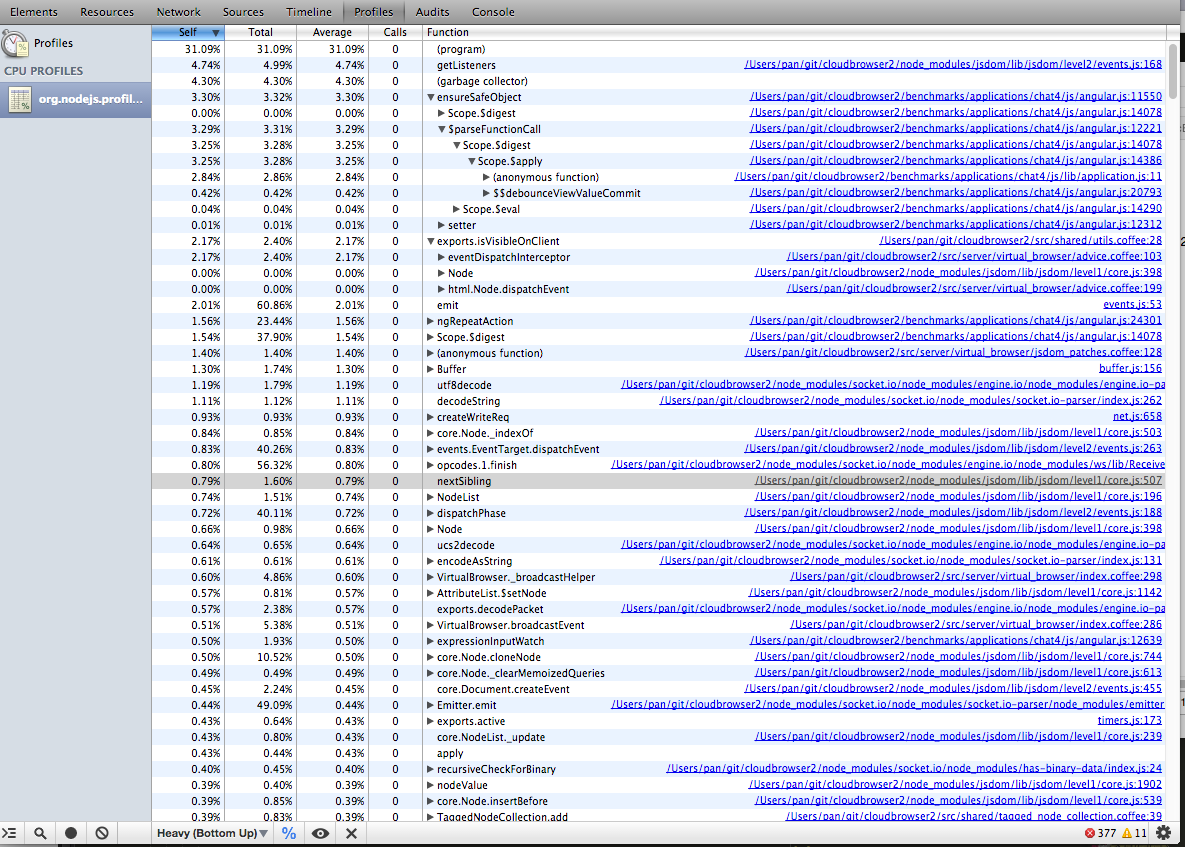 Elements Resources Network Sources Timeline Profiles Audits Console
Profiles
CPU PROFILES
org.nodejs.profil...
Self ▼ Total Average Calls Function
31.09% 31.09% 31.09% 0 (program)
4.74% 4.99% 4.74% 0 getListeners /Users/pan/git/cloudbrowser2/node_modules/jsdom/lib/jsdom/level2/events.js:168
4.30% 4.30% 4.30% 0 (garbage collector)
3.30% 3.32% 3.30% 0 ▼ensureSafeObject /Users/pan/git/cloudbrowser2/benchmarks/applications/chat4/js/angular.js:11550
0.00% 0.00% 0.00% 0 ▶Scope.$digest /Users/pan/git/cloudbrowser2/benchmarks/applications/chat4/js/angular.js:14078
3.29% 3.31% 3.29% 0 ▼$parseFunctionCall /Users/pan/git/cloudbrowser2/benchmarks/applications/chat4/js/angular.js:12221
3.25% 3.28% 3.25% 0 ▼Scope.$digest /Users/pan/git/cloudbrowser2/benchmarks/applications/chat4/js/angular.js:14078
3.25% 3.28% 3.25% 0 ▼Scope.$apply /Users/pan/git/cloudbrowser2/benchmarks/applications/chat4/js/angular.js:14386
2.84% 2.86% 2.84% 0 ▶(anonymous function) /Users/pan/git/cloudbrowser2/benchmarks/applications/chat4/js/lib/application.js:11
0.42% 0.42% 0.42% 0 ▶$$debounceViewValueCommit /Users/pan/git/cloudbrowser2/benchmarks/applications/chat4/js/angular.js:20793
0.04% 0.04% 0.04% 0 ▶Scope.$eval /Users/pan/git/cloudbrowser2/benchmarks/applications/chat4/js/angular.js:14290
0.01% 0.01% 0.01% 0 ▶setter /Users/pan/git/cloudbrowser2/benchmarks/applications/chat4/js/angular.js:12312
2.17% 2.40% 2.17% 0 ▼exports.isVisibleOnClient /Users/pan/git/cloudbrowser2/src/shared/utils.coffee:28
2.17% 2.40% 2.17% 0 ▶eventDispatchInterceptor /Users/pan/git/cloudbrowser2/src/server/virtual_browser/advice.coffee:103
0.00% 0.00% 0.00% 0 ▶Node /Users/pan/git/cloudbrowser2/node_modules/jsdom/lib/jsdom/level1/core.js:398
0.00% 0.00% 0.00% 0 ▶html.Node.dispatchEvent /Users/pan/git/cloudbrowser2/src/server/virtual_browser/advice.coffee:199
2.01% 60.86% 2.01% 0 emit events.js:53
1.56% 23.44% 1.56% 0 ▶ngRepeatAction /Users/pan/git/cloudbrowser2/benchmarks/applications/chat4/js/angular.js:24301
1.54% 37.90% 1.54% 0 ▶Scope.$digest /Users/pan/git/cloudbrowser2/benchmarks/applications/chat4/js/angular.js:14078
1.40% 1.40% 1.40% 0 ▶(anonymous function) /Users/pan/git/cloudbrowser2/src/server/virtual_browser/jsdom_patches.coffee:128
1.30% 1.74% 1.30% 0 ▶Buffer buffer.js:156
1.19% 1.79% 1.19% 0 utf8decode /Users/pan/git/cloudbrowser2/node_modules/socket.io/node_modules/engine.io/node_modules/engine.io-pa
1.11% 1.12% 1.11% 0 decodeString /Users/pan/git/cloudbrowser2/node_modules/socket.io/node_modules/socket.io-parser/index.js:262
0.93% 0.93% 0.93% 0 ▶createWriteReq net.js:658
0.84% 0.85% 0.84% 0 ▶core.Node._indexOf /Users/pan/git/cloudbrowser2/node_modules/jsdom/lib/jsdom/level1/core.js:503
0.83% 40.26% 0.83% 0 ▶events.EventTarget.dispatchEvent /Users/pan/git/cloudbrowser2/node_modules/jsdom/lib/jsdom/level2/events.js:263
0.80% 56.32% 0.80% 0 ▶opcodes.1.finish /Users/pan/git/cloudbrowser2/node_modules/socket.io/node_modules/engine.io/node_modules/ws/lib/Receive
0.79% 1.60% 0.79% 0 nextSibling /Users/pan/git/cloudbrowser2/node_modules/jsdom/lib/jsdom/level1/core.js:507
0.74% 1.51% 0.74% 0 ▶NodeList /Users/pan/git/cloudbrowser2/node_modules/jsdom/lib/jsdom/level1/core.js:196
0.72% 40.11% 0.72% 0 ▶dispatchPhase /Users/pan/git/cloudbrowser2/node_modules/jsdom/lib/jsdom/level2/events.js:188
0.66% 0.98% 0.66% 0 ▶Node /Users/pan/git/cloudbrowser2/node_modules/jsdom/lib/jsdom/level1/core.js:398
0.64% 0.65% 0.64% 0 ucs2decode /Users/pan/git/cloudbrowser2/node_modules/socket.io/node_modules/engine.io/node_modules/engine.io-pa
0.61% 0.61% 0.61% 0 ▶encodeAsString /Users/pan/git/cloudbrowser2/node_modules/socket.io/node_modules/socket.io-parser/index.js:131
0.60% 4.86% 0.60% 0 ▶VirtualBrowser._broadcastHelper /Users/pan/git/cloudbrowser2/src/server/virtual_browser/index.coffee:298
0.57% 0.81% 0.57% 0 ▶AttributeList.$setNode /Users/pan/git/cloudbrowser2/node_modules/jsdom/lib/jsdom/level1/core.js:1142
0.57% 2.38% 0.57% 0 exports.decodePacket /Users/pan/git/cloudbrowser2/node_modules/socket.io/node_modules/engine.io/node_modules/engine.io-pa
0.51% 5.38% 0.51% 0 ▶VirtualBrowser.broadcastEvent /Users/pan/git/cloudbrowser2/src/server/virtual_browser/index.coffee:286
0.50% 1.93% 0.50% 0 ▶expressionInputWatch /Users/pan/git/cloudbrowser2/benchmarks/applications/chat4/js/angular.js:12639
0.50% 10.52% 0.50% 0 ▶core.Node.cloneNode /Users/pan/git/cloudbrowser2/node_modules/jsdom/lib/jsdom/level1/core.js:744
0.49% 0.49% 0.49% 0 ▶core.Node._clearMemoizedQueries /Users/pan/git/cloudbrowser2/node_modules/jsdom/lib/jsdom/level1/core.js:613
0.45% 2.24% 0.45% 0 core.Document.createEvent /Users/pan/git/cloudbrowser2/node_modules/jsdom/lib/jsdom/level2/events.js:455
0.44% 49.09% 0.44% 0 ▶Emitter.emit /Users/pan/git/cloudbrowser2/node_modules/socket.io/node_modules/socket.io-parser/node_modules/emitter
0.43% 0.64% 0.43% 0 ▶exports.active timers.js:173
0.43% 0.80% 0.43% 0 core.NodeList._update /Users/pan/git/cloudbrowser2/node_modules/jsdom/lib/jsdom/level1/core.js:239
0.43% 0.44% 0.43% 0 apply
0.40% 0.45% 0.40% 0 ▶recursiveCheckForBinary /Users/pan/git/cloudbrowser2/node_modules/socket.io/node_modules/has-binary-data/index.js:24
0.39% 0.40% 0.39% 0 ▶nodeValue /Users/pan/git/cloudbrowser2/node_modules/jsdom/lib/jsdom/level1/core.js:1902
0.39% 0.85% 0.39% 0 ▶core.Node.insertBefore /Users/pan/git/cloudbrowser2/node_modules/jsdom/lib/jsdom/level1/core.js:539
0.39% 0.83% 0.39% 0 ▶TaggedNodeCollection.add /Users/pan/git/cloudbrowser2/src/shared/tagged_node_collection.coffee:39
Heavy (Bottom Up)▼ % 377 11